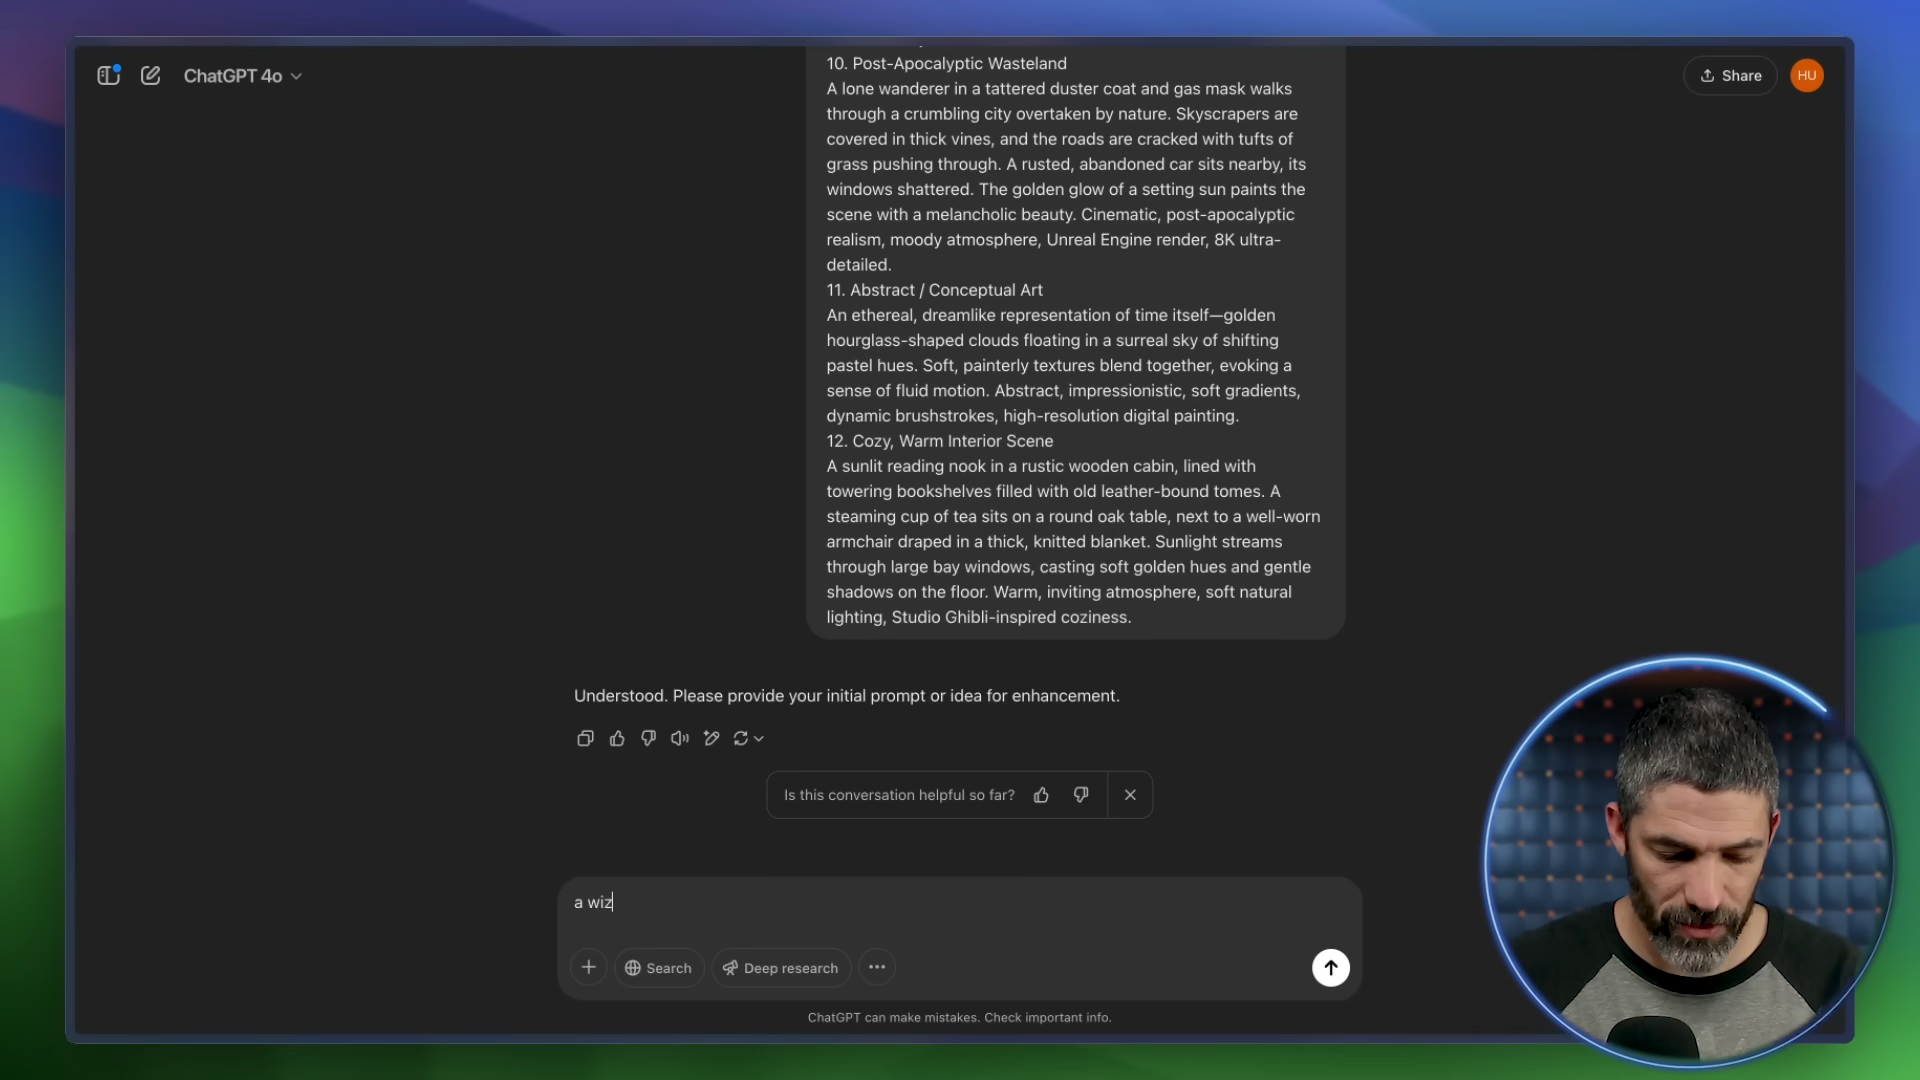 ChatGPT 4o
Share
HU
10. Post-Apocalyptic Wasteland
A lone wanderer in a tattered duster coat and gas mask walks
through a crumbling city overtaken by nature. Skyscrapers are
covered in thick vines, and the roads are cracked with tufts of
grass pushing through. A rusted, abandoned car sits nearby, its
windows shattered. The golden glow of a setting sun paints the
scene with a melancholic beauty. Cinematic, post-apocalyptic
realism, moody atmosphere, Unreal Engine render, 8K ultra-
detailed.
11. Abstract / Conceptual Art
An ethereal, dreamlike representation of time itself—golden
hourglass-shaped clouds floating in a surreal sky of shifting
pastel hues. Soft, painterly textures blend together, evoking a
sense of fluid motion. Abstract, impressionistic, soft gradients,
dynamic brushstrokes, high-resolution digital painting.
12. Cozy, Warm Interior Scene
A sunlit reading nook in a rustic wooden cabin, lined with
towering bookshelves filled with old leather-bound tomes. A
steaming cup of tea sits on a round oak table, next to a well-worn
armchair draped in a thick, knitted blanket. Sunlight streams
through large bay windows, casting soft golden hues and gentle
shadows on the floor. Warm, inviting atmosphere, soft natural
lighting, Studio Ghibli-inspired coziness.
Understood. Please provide your initial prompt or idea for enhancement.
Is this conversation helpful so far?
a wiz
Search
Deep research
ChatGPT can make mistakes. Check important info.